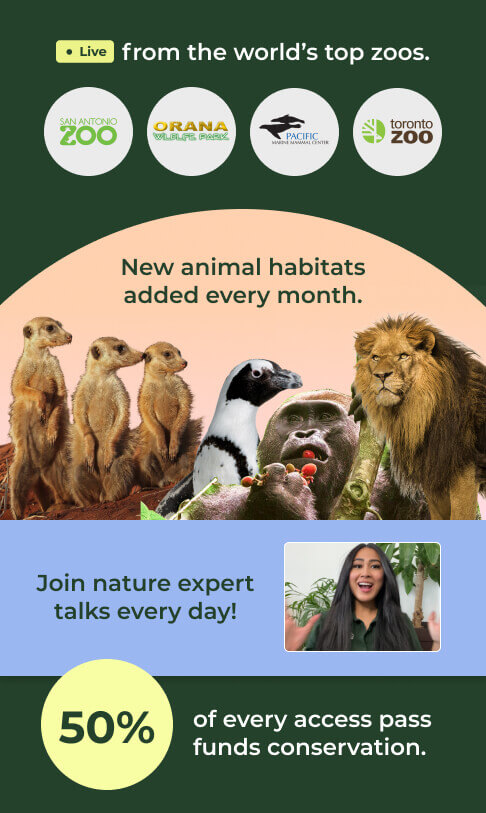 Live from the world's top zoos.
SAN ANTONIO
ZOO
ORANA
WILDLIFE PARK
PACIFIC
MARINE MAMMAL CENTER
toronto
ZOO
New animal habitats
added every month.
Join nature expert
talks every day!
50%
of every access pass
funds conservation.